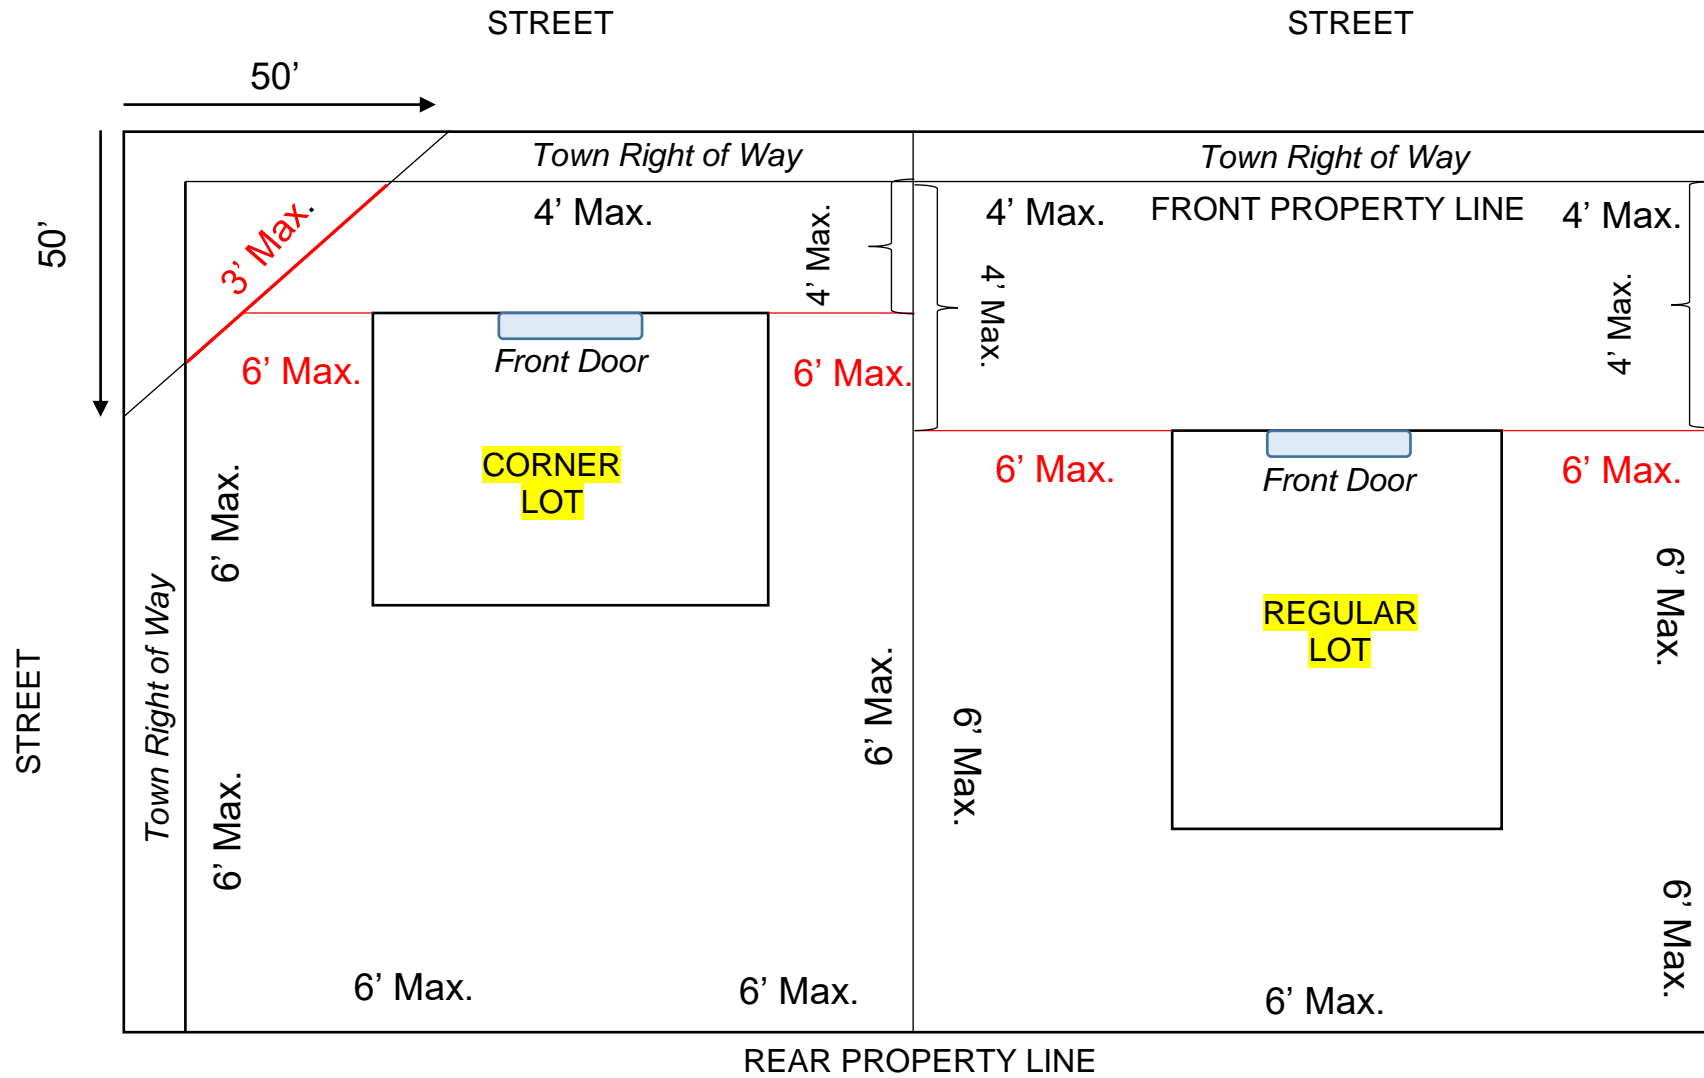 STREET
STREET
50’
50’
Town Right of Way
Town Right of Way
3’ Max.
4’ Max.
4’ Max.
4’ Max.
FRONT PROPERTY LINE
4’ Max.
4’ Max.
4’ Max.
6’ Max.
Front Door
6’ Max.
6’ Max.
Front Door
6’ Max.
CORNER
LOT
6’ Max.
6’ Max.
REGULAR
LOT
STREET
Town Right of Way
6’ Max.
6’ Max.
6’ Max.
6’ Max.
6’ Max.
6’ Max.
6’ Max.
REAR PROPERTY LINE